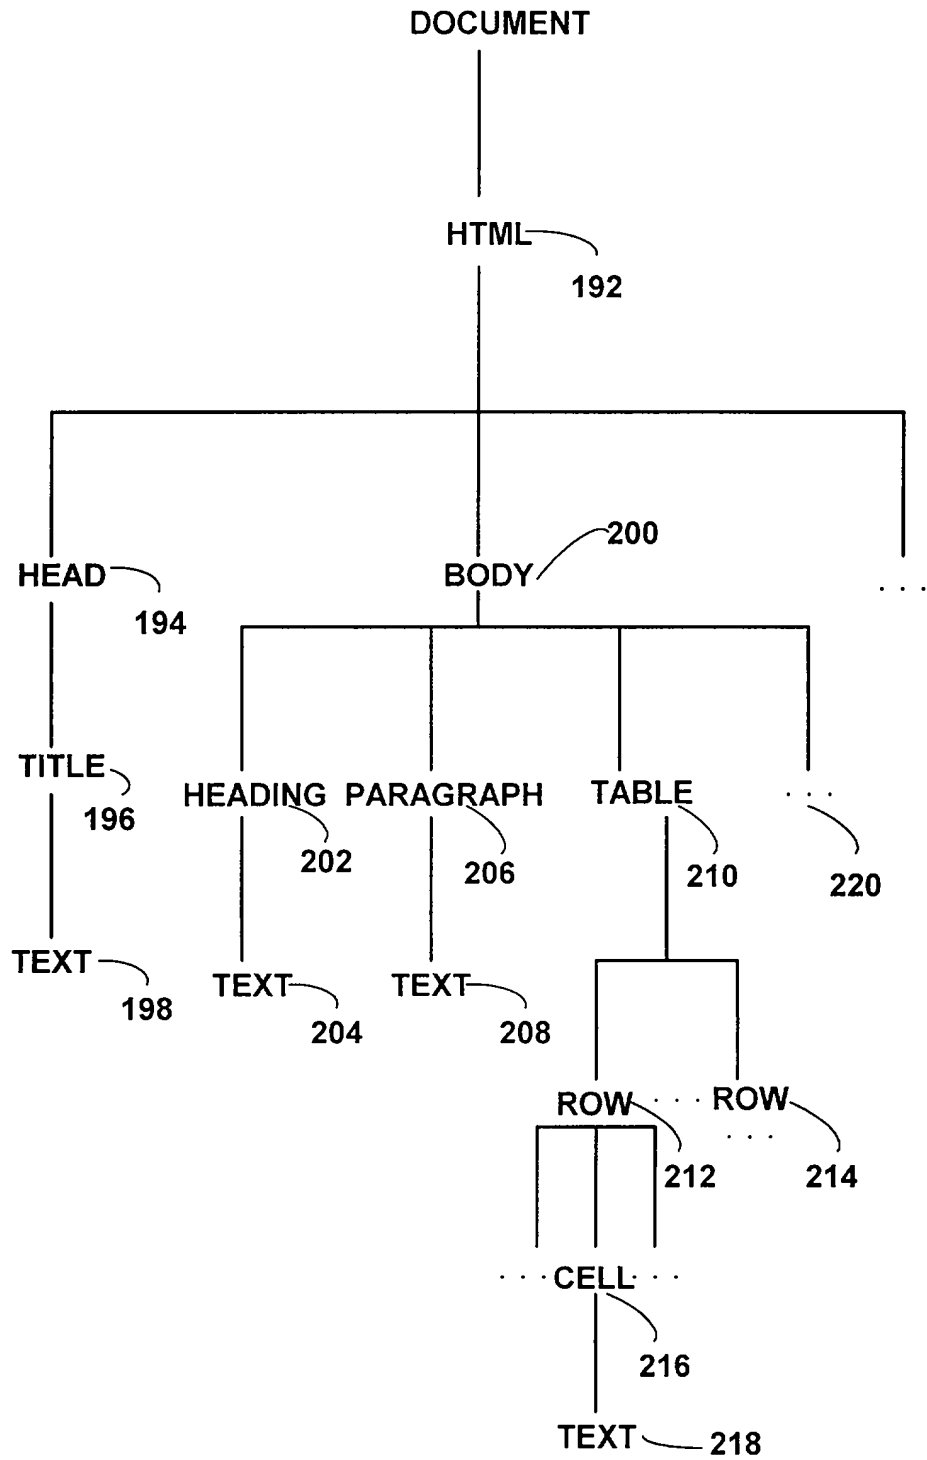 DOCUMENT
HTML
192
200
HEAD
BODY
. . .
194
TITLE
196
HEADING PARAGRAPH TABLE . . .
202
206
210
220
TEXT
198
TEXT
TEXT
204
208
ROW . . . ROW
. . .
212
214
. . . CELL . . .
216
TEXT
218